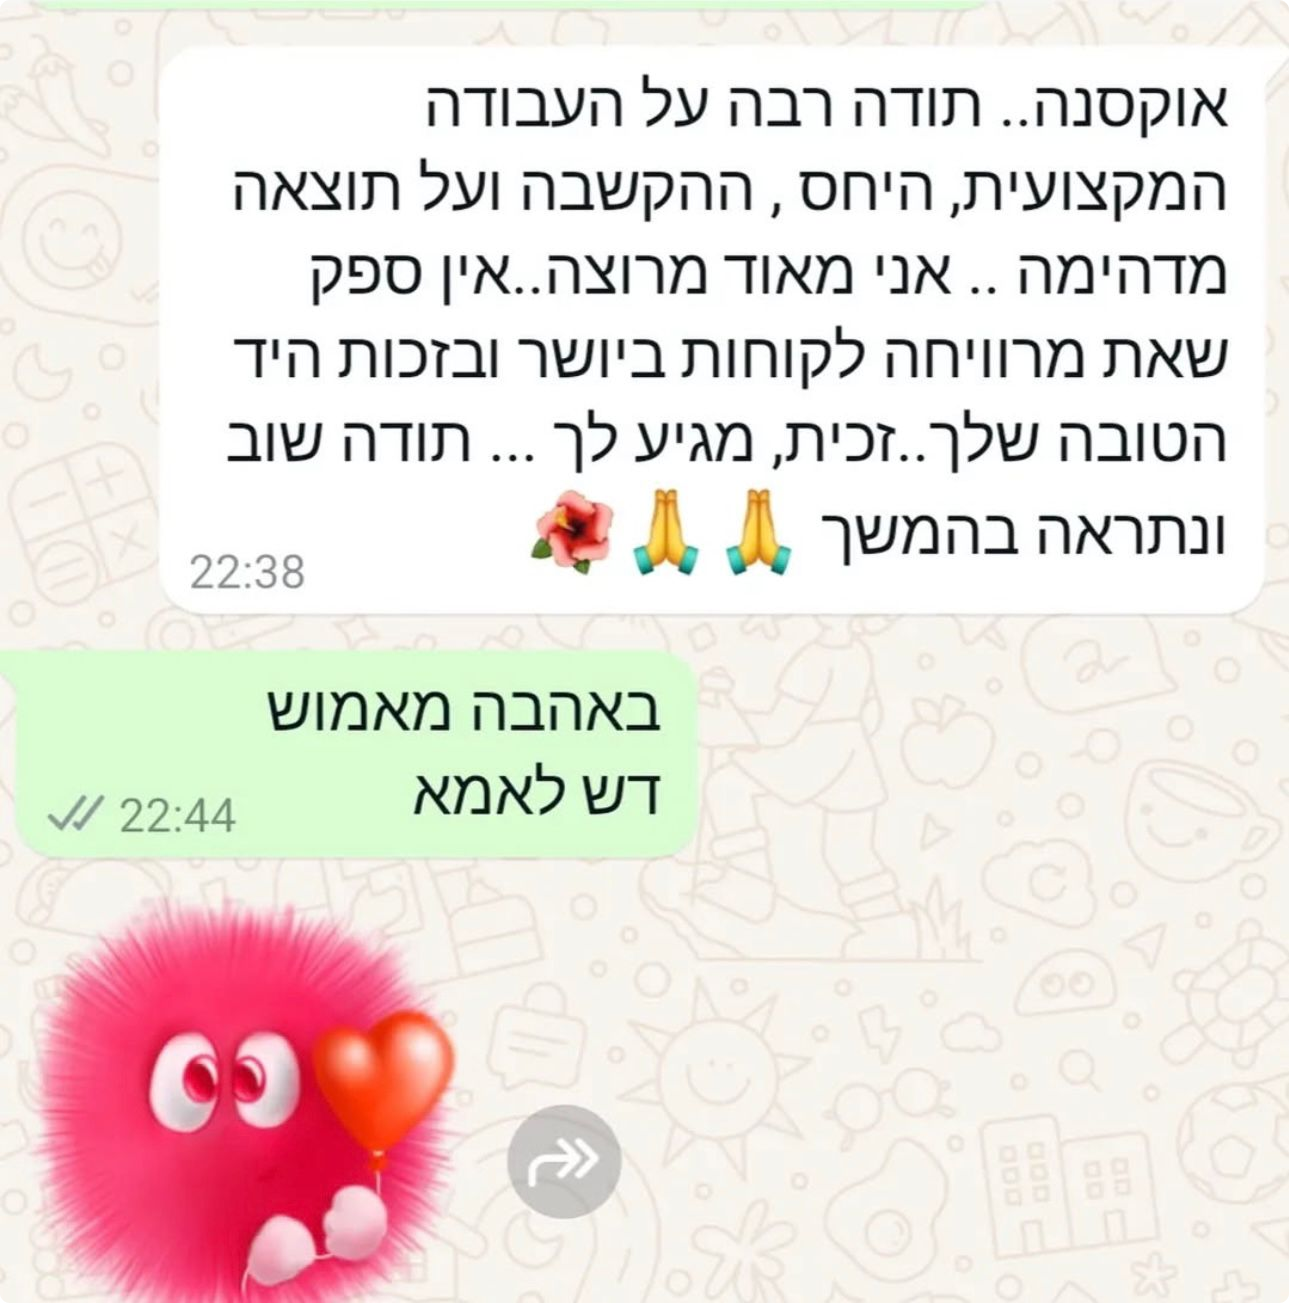 אוקסנה.. תודה רבה על העבודה
המקצועית, היחס , ההקשבה ועל תוצאה
מדהימה .. אני מאוד מרוצה..אין ספק
שאת מרוויחה לקוחות ביושר ובזכות היד
הטובה שלך..זכית, מגיע לך ... תודה שוב
ונתראה בהמשך 🙏🙏🌺
22:38
באהבה מאמוש
דש לאמא
22:44